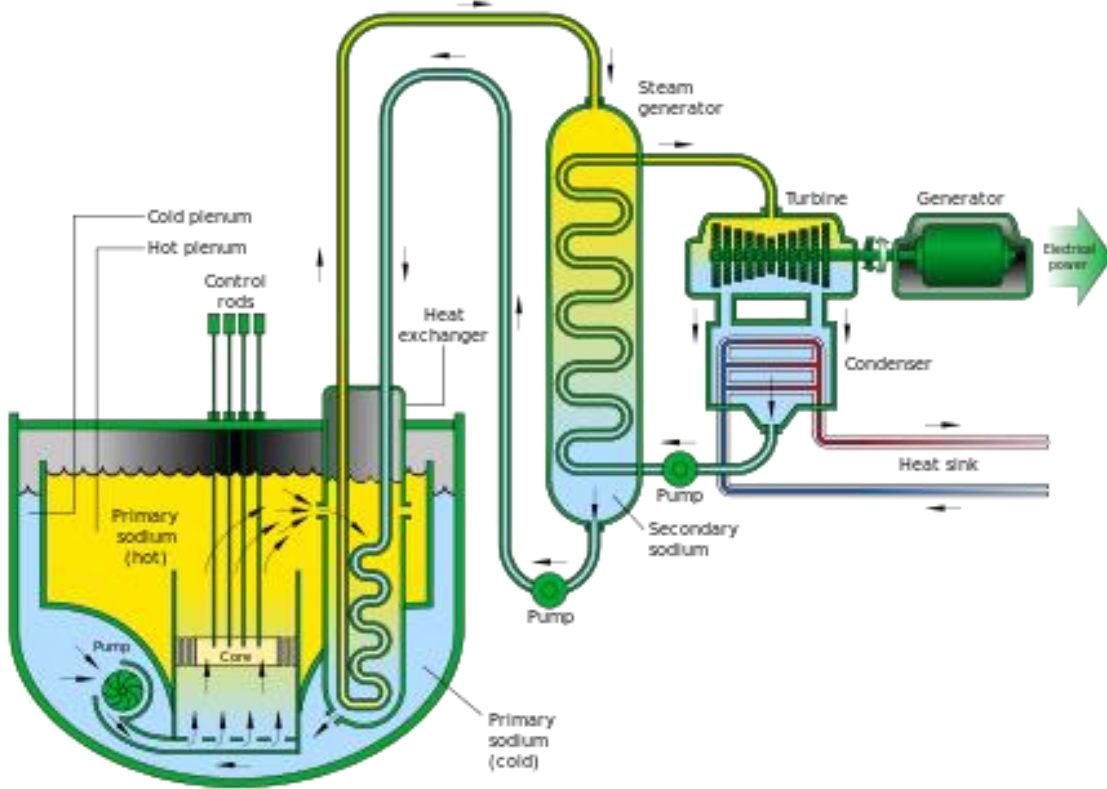 Steam
generator
Cold plenum
Turbine
Generator
Hot plenum
Electrical
power
Control
rods
Heat
exchanger
Condenser
Heat sink
Pump
Primary
sodium
(hot)
Secondary
sodium
Pump
Pump
Core
Primary
sodium
(cold)